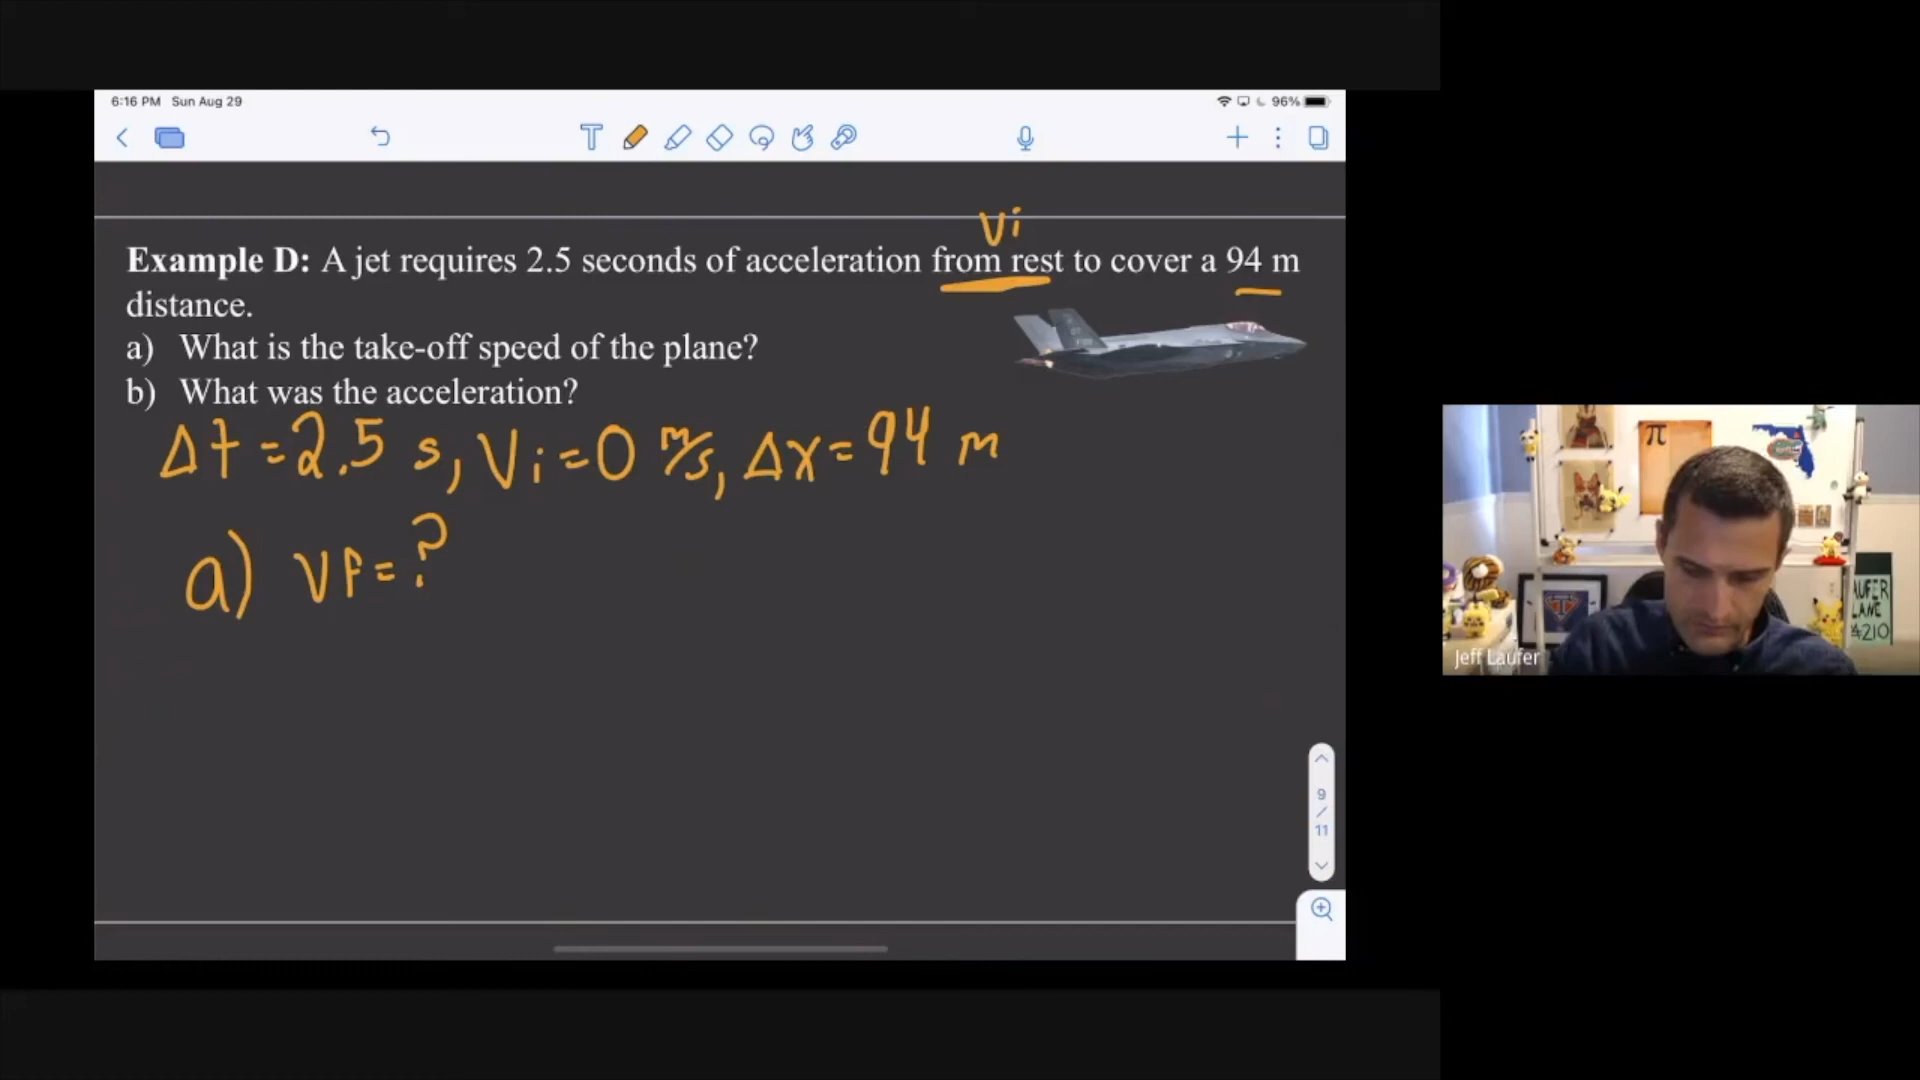 6:16 PM Sun Aug 29
96%
T
Vi
Example D: A jet requires 2.5 seconds of acceleration from rest to cover a 94 m
distance.
a) What is the take-off speed of the plane?
b) What was the acceleration?
Δt = 2.5 s, Vi = 0 m/s, Δx = 94 m
a) Vf = ?
9
/
11
π
AUFER
LANE
Jeff Laufer